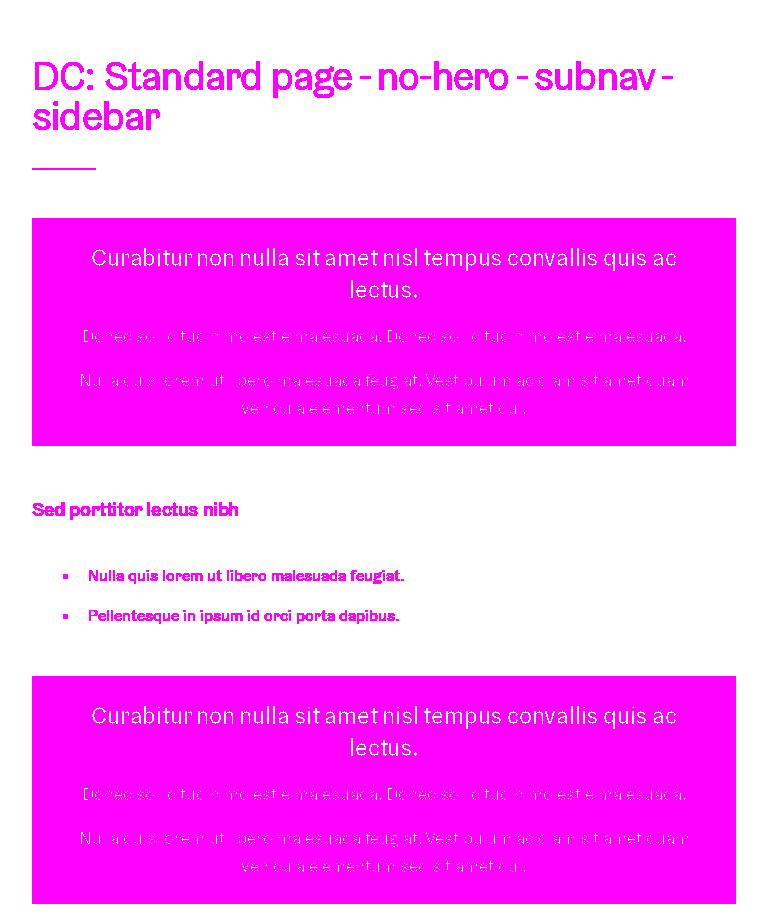 DC: Standard page - no-hero - subnav -
sidebar
Curabitur non nulla sit amet nisl tempus convallis quis ac
lectus.
Donec sollicitudin molestie malesuada. Donec sollicitudin molestie malesuada.
Nulla quis lorem ut libero malesuada feugiat. Vestibulum ac diam sit amet quam
vehicula elementum sed sit amet dui.
Sed porttitor lectus nibh
Nulla quis lorem ut libero malesuada feugiat.
Pellentesque in ipsum id orci porta dapibus.
Curabitur non nulla sit amet nisl tempus convallis quis ac
lectus.
Donec sollicitudin molestie malesuada. Donec sollicitudin molestie malesuada.
Nulla quis lorem ut libero malesuada feugiat. Vestibulum ac diam sit amet quam
vehicula elementum sed sit amet dui.